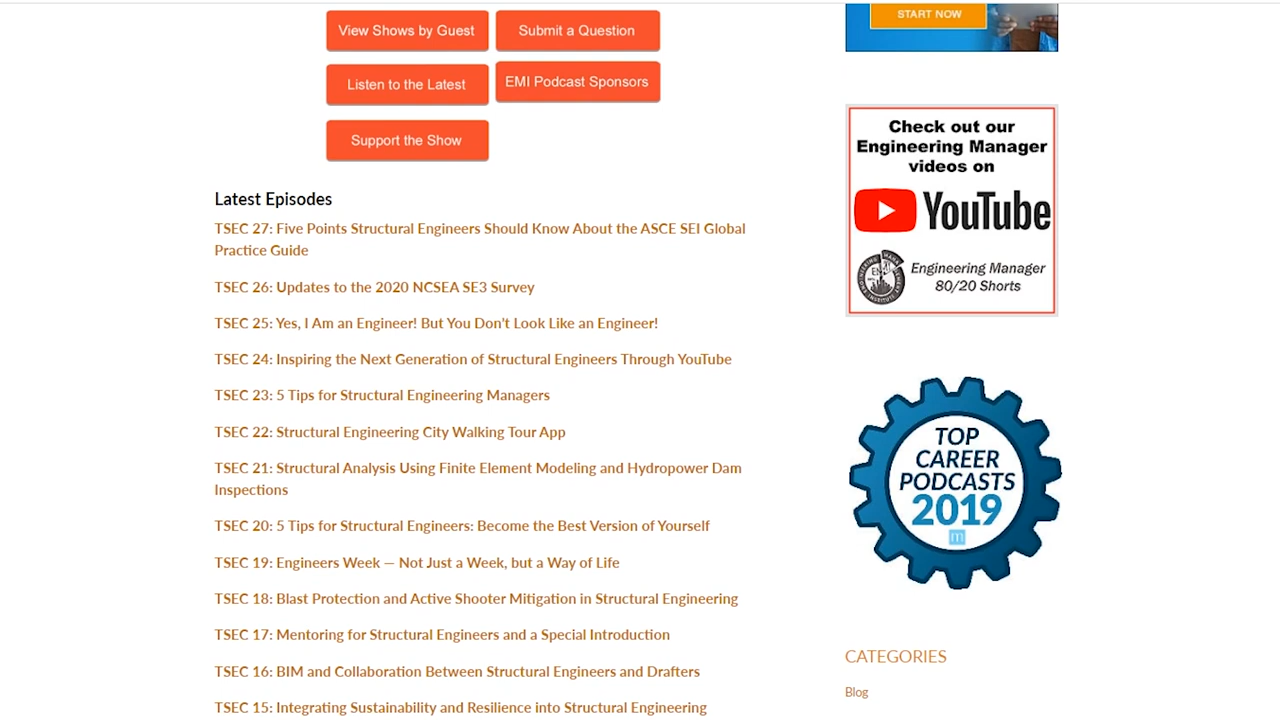 View Shows by Guest
Submit a Question
Listen to the Latest
EMI Podcast Sponsors
Support the Show
Latest Episodes
TSEC 27: Five Points Structural Engineers Should Know About the ASCE SEI Global
Practice Guide
TSEC 26: Updates to the 2020 NCSEA SE3 Survey
TSEC 25: Yes, I Am an Engineer! But You Don't Look Like an Engineer!
TSEC 24: Inspiring the Next Generation of Structural Engineers Through YouTube
TSEC 23: 5 Tips for Structural Engineering Managers
TSEC 22: Structural Engineering City Walking Tour App
TSEC 21: Structural Analysis Using Finite Element Modeling and Hydropower Dam
Inspections
TSEC 20: 5 Tips for Structural Engineers: Become the Best Version of Yourself
TSEC 19: Engineers Week — Not Just a Week, but a Way of Life
TSEC 18: Blast Protection and Active Shooter Mitigation in Structural Engineering
TSEC 17: Mentoring for Structural Engineers and a Special Introduction
TSEC 16: BIM and Collaboration Between Structural Engineers and Drafters
TSEC 15: Integrating Sustainability and Resilience into Structural Engineering
START NOW
Check out our
Engineering Manager
videos on
YouTube
Engineering Manager
80/20 Shorts
TOP
CAREER
PODCASTS
2019
m
CATEGORIES
Blog